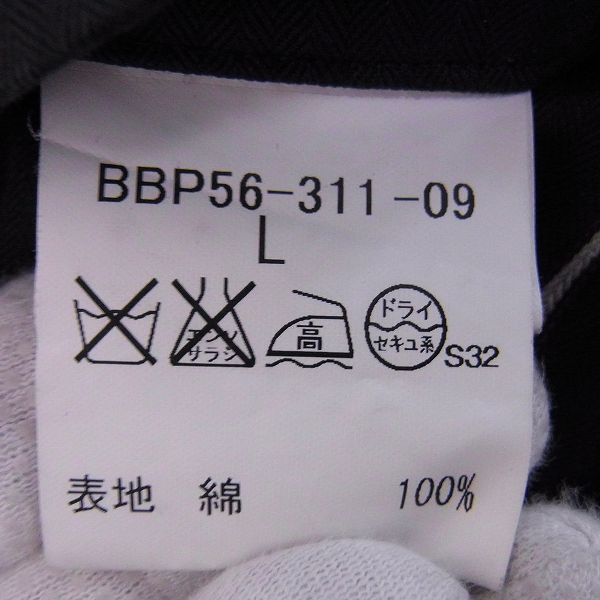 BBP56-311-09
L
エンソ
サラシ
高
ドライ
セキユ系
S32
表地 綿 100%